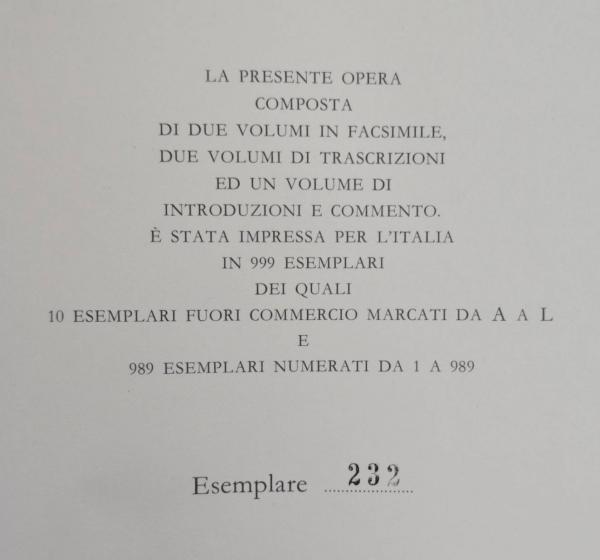 LA PRESENTE OPERA
COMPOSTA
DI DUE VOLUMI IN FACSIMILE,
DUE VOLUMI DI TRASCRIZIONI
ED UN VOLUME DI
INTRODUZIONI E COMMENTO.
È STATA IMPRESSA PER L'ITALIA
IN 999 ESEMPLARI
DEI QUALI
10 ESEMPLARI FUORI COMMERCIO MARCATI DA A A L
E
989 ESEMPLARI NUMERATI DA 1 A 989
Esemplare 232